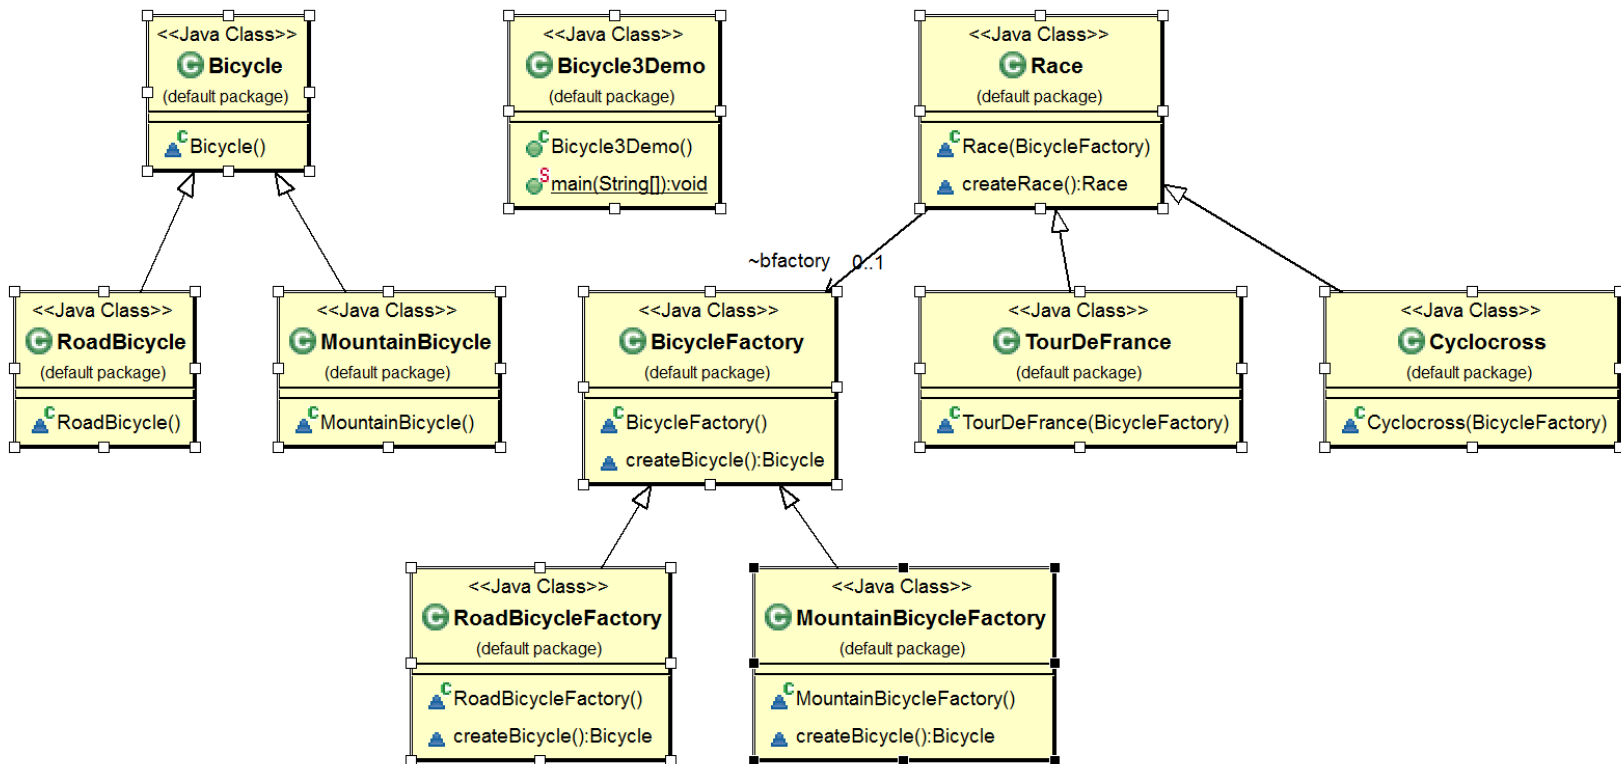 <<Java Class>>
Bicycle
(default package)
Bicycle()
<<Java Class>>
Bicycle3Demo
(default package)
Bicycle3Demo()
main(String[]):void
<<Java Class>>
Race
(default package)
Race(BicycleFactory)
createRace():Race
~bfactory 0..1
<<Java Class>>
RoadBicycle
(default package)
RoadBicycle()
<<Java Class>>
MountainBicycle
(default package)
MountainBicycle()
<<Java Class>>
BicycleFactory
(default package)
BicycleFactory()
createBicycle():Bicycle
<<Java Class>>
TourDeFrance
(default package)
TourDeFrance(BicycleFactory)
<<Java Class>>
Cyclocross
(default package)
Cyclocross(BicycleFactory)
<<Java Class>>
RoadBicycleFactory
(default package)
RoadBicycleFactory()
createBicycle():Bicycle
<<Java Class>>
MountainBicycleFactory
(default package)
MountainBicycleFactory()
createBicycle():Bicycle